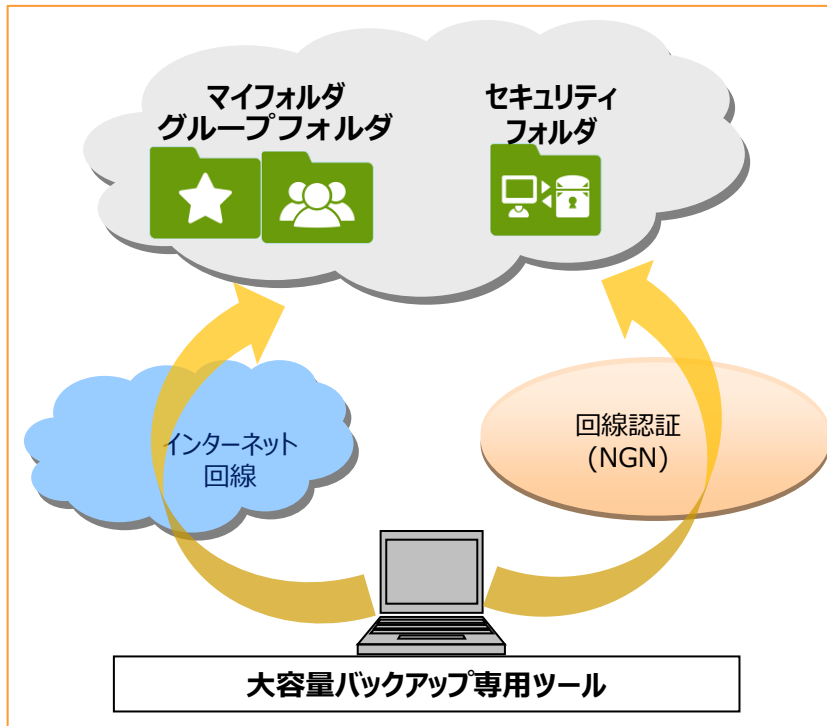 マイフォルダ
グループフォルダ
セキュリティ
フォルダ
インターネット
回線
回線認証
(NGN)
大容量バックアップ専用ツール